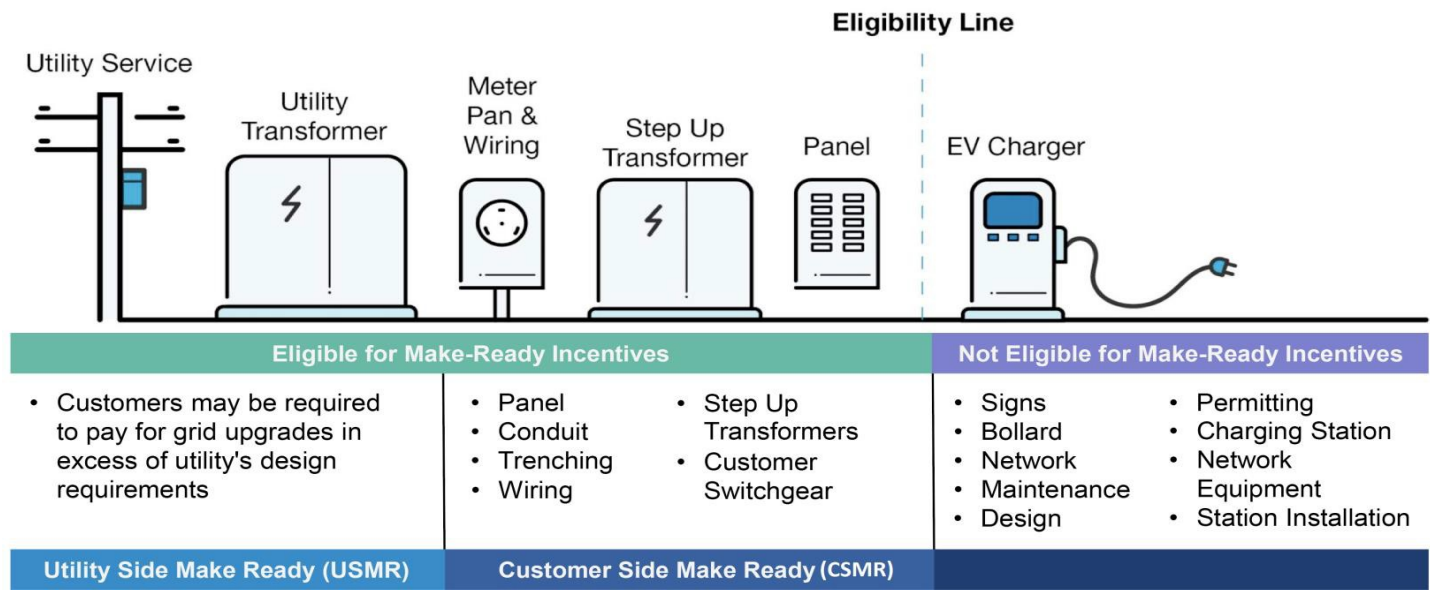 Eligibility Line
Utility Service
Utility
Transformer
Meter
Pan &
Wiring
Step Up
Transformer
Panel
EV Charger
Eligible for Make-Ready Incentives
Not Eligible for Make-Ready Incentives
• Customers may be required
to pay for grid upgrades in
excess of utility's design
requirements
• Panel
• Conduit
• Trenching
• Wiring
• Step Up
Transformers
• Customer
Switchgear
• Signs
• Bollard
• Network
• Maintenance
• Design
• Permitting
• Charging Station
• Network
Equipment
• Station Installation
Utility Side Make Ready (USMR)
Customer Side Make Ready (CSMR)